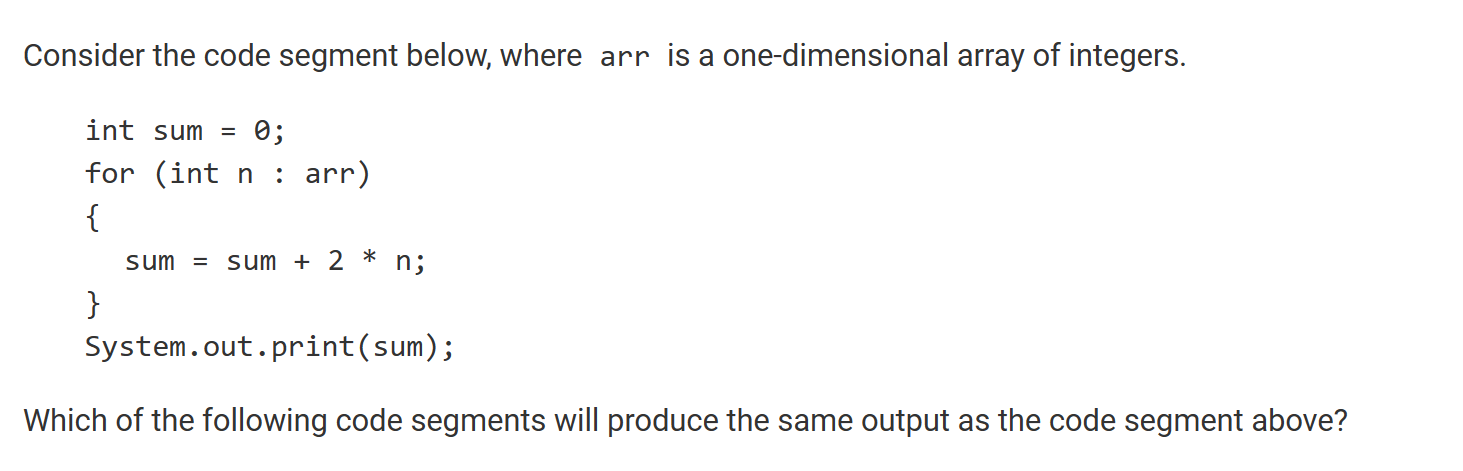 Consider the code segment below, where arr is a one-dimensional array of integers.
int sum = 0;
for (int n : arr)
{
  sum = sum + 2 * n;
}
System.out.print(sum);
Which of the following code segments will produce the same output as the code segment above?